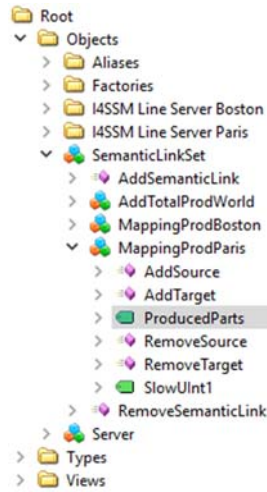 Root
Objects
Aliases
Factories
I4SSM Line Server Boston
I4SSM Line Server Paris
SemanticLinkSet
AddSemanticLink
AddTotalProdWorld
MappingProdBoston
MappingProdParis
AddSource
AddTarget
ProducedParts
RemoveSource
RemoveTarget
SlowUInt1
RemoveSemanticLink
Server
Types
Views